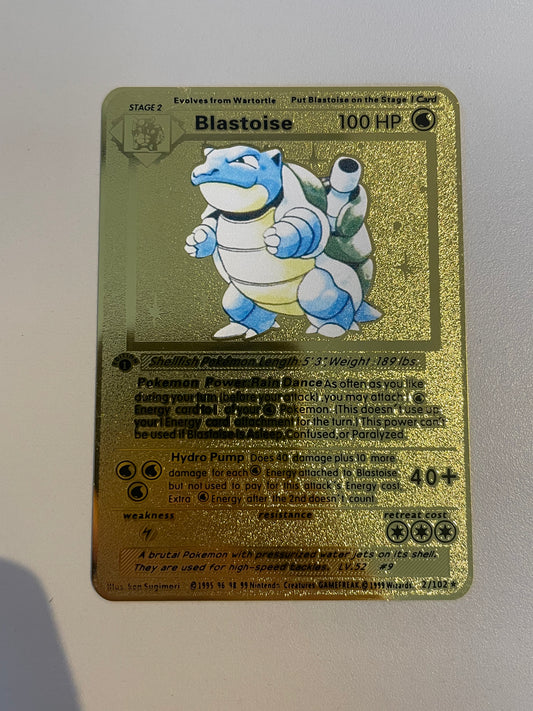 Evolves from Wartortle Put Blastoise on the Stage 1 Card
STAGE 2
Blastoise 100 HP
1
Shellfish Pokémon Length 5'3" Weight: 189 lbs.
Pokemon Power: Rain Dance As often as you like
during your turn (before your attack), you may attach 1
Energy card to 1 of your Pokemon. (This doesn't use up
your 1 Energy card attachment for the turn.) This power can't
be used if Blastoise is Asleep, Confused, or Paralyzed.
Hydro Pump Does 40 damage plus 10 more
damage for each Energy attached to Blastoise
but not used to pay for this attack's Energy cost.
Extra Energy after the 2nd doesn't count.
40+
weakness resistance retreat cost
A brutal Pokemon with pressurized water jets on its shell.
They are used for high-speed tackles. LV.52 #9
Illus. Ken Sugimori ©1995, 96, 98, 99 Nintendo, Creatures, GAMEFREAK. ©1999 Wizards. 2/102 ★